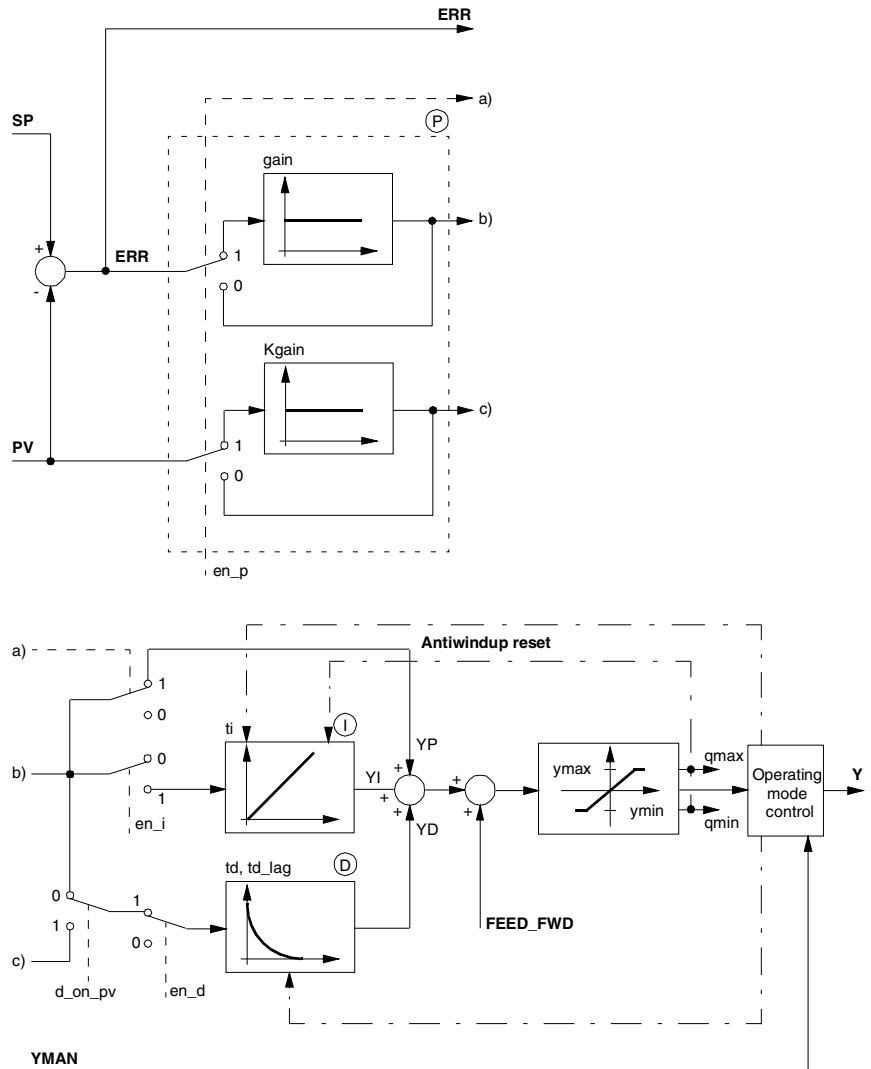 ERR
a)
SP
P
gain
b)
+
ERR
1
-
0
Kgain
c)
PV
1
0
en_p
Antiwindup reset
a)
1
0
ti
I
YP
qmax
b)
0
YI
+
+
+
ymax
Operating
mode
control
Y
1
+
ymin
en_i
+
YD
qmin
td, td_lag
D
0
1
FEED_FWD
1
0
c)
d_on_pv
en_d
YMAN